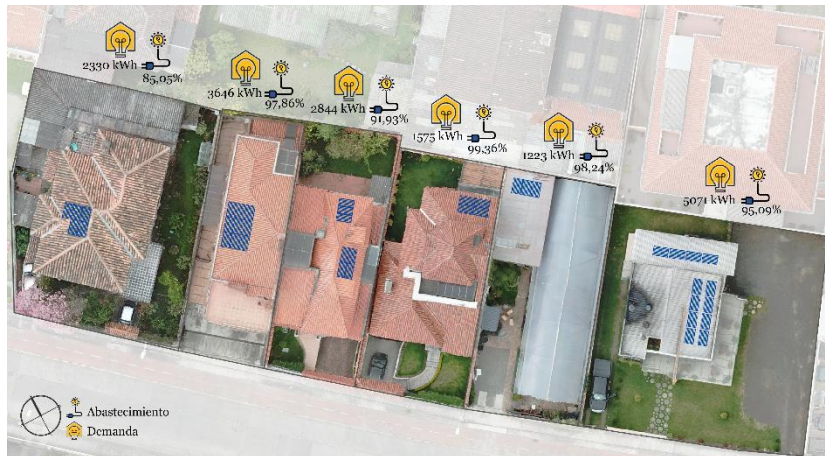 2330 kWh
85,05%
3646 kWh
97,86%
2844 kWh
91,93%
1575 kWh
99,36%
1223 kWh
98,24%
5071 kWh
95,09%
Abastecimiento
Demanda